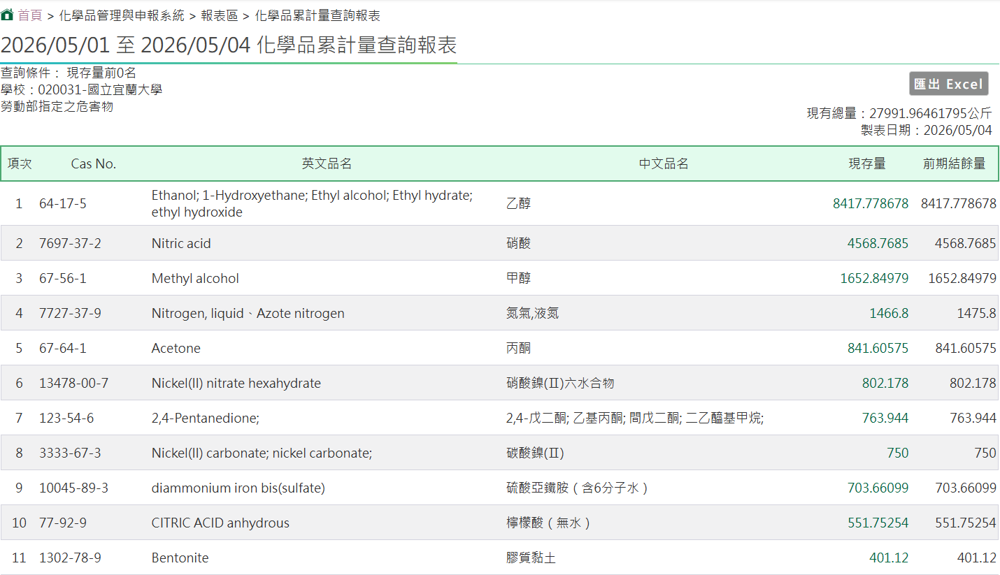 首頁 > 化學品管理與申報系統 > 報表區 > 化學品累計量查詢報表
2026/05/01 至 2026/05/04 化學品累計量查詢報表
查詢條件： 現存量前0名
學校：020031-國立宜蘭大學
勞動部指定之危害物
匯出 Excel
現有總量：27991.96461795公斤
製表日期：2026/05/04
項次 Cas No. 英文品名 中文品名 現存量 前期結餘量
1 64-17-5 Ethanol; 1-Hydroxyethane; Ethyl alcohol; Ethyl hydrate; ethyl hydroxide 乙醇 8417.778678 8417.778678
2 7697-37-2 Nitric acid 硝酸 4568.7685 4568.7685
3 67-56-1 Methyl alcohol 甲醇 1652.84979 1652.84979
4 7727-37-9 Nitrogen, liquid、Azote nitrogen 氮氣,液氮 1466.8 1475.8
5 67-64-1 Acetone 丙酮 841.60575 841.60575
6 13478-00-7 Nickel(II) nitrate hexahydrate 硝酸鎳(Ⅱ)六水合物 802.178 802.178
7 123-54-6 2,4-Pentanedione; 2,4-戊二酮; 乙基丙酮; 間戊二酮; 二乙醯基甲烷; 763.944 763.944
8 3333-67-3 Nickel(II) carbonate; nickel carbonate; 碳酸鎳(Ⅱ) 750 750
9 10045-89-3 diammonium iron bis(sulfate) 硫酸亞鐵胺（含6分子水） 703.66099 703.66099
10 77-92-9 CITRIC ACID anhydrous 檸檬酸（無水） 551.75254 551.75254
11 1302-78-9 Bentonite 膠質黏土 401.12 401.12